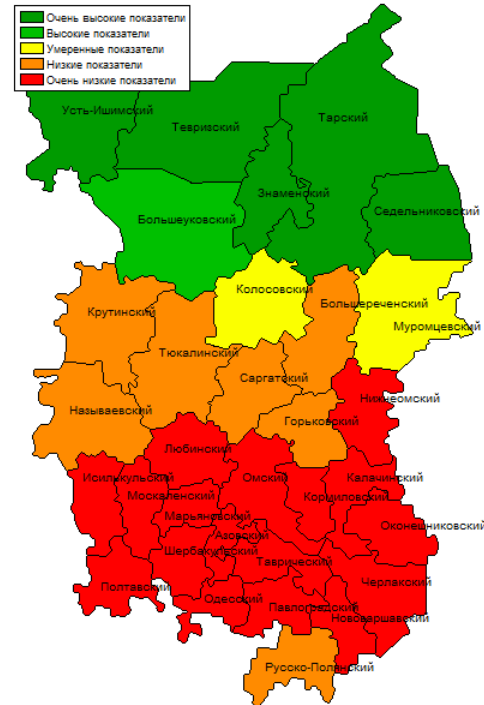 Очень высокие показатели
Высокие показатели
Умеренные показатели
Низкие показатели
Очень низкие показатели
Усть-Ишимский
Тевризский
Тарский
Знаменский
Седельниковский
Большеуковский
Колосовский
Большереченский
Крутинский
Муромцевский
Тюкалинский
Саргатский
Нижнеомский
Называевский
Горьковский
Любинский
Исилькульский
Омский
Калачинский
Москаленский
Кормиловский
Марьяновский
Оконешниковский
Азовский
Шербакульский
Таврический
Черлакский
Полтавский
Одесский
Павлоградский
Нововаршавский
Русско-Полянский